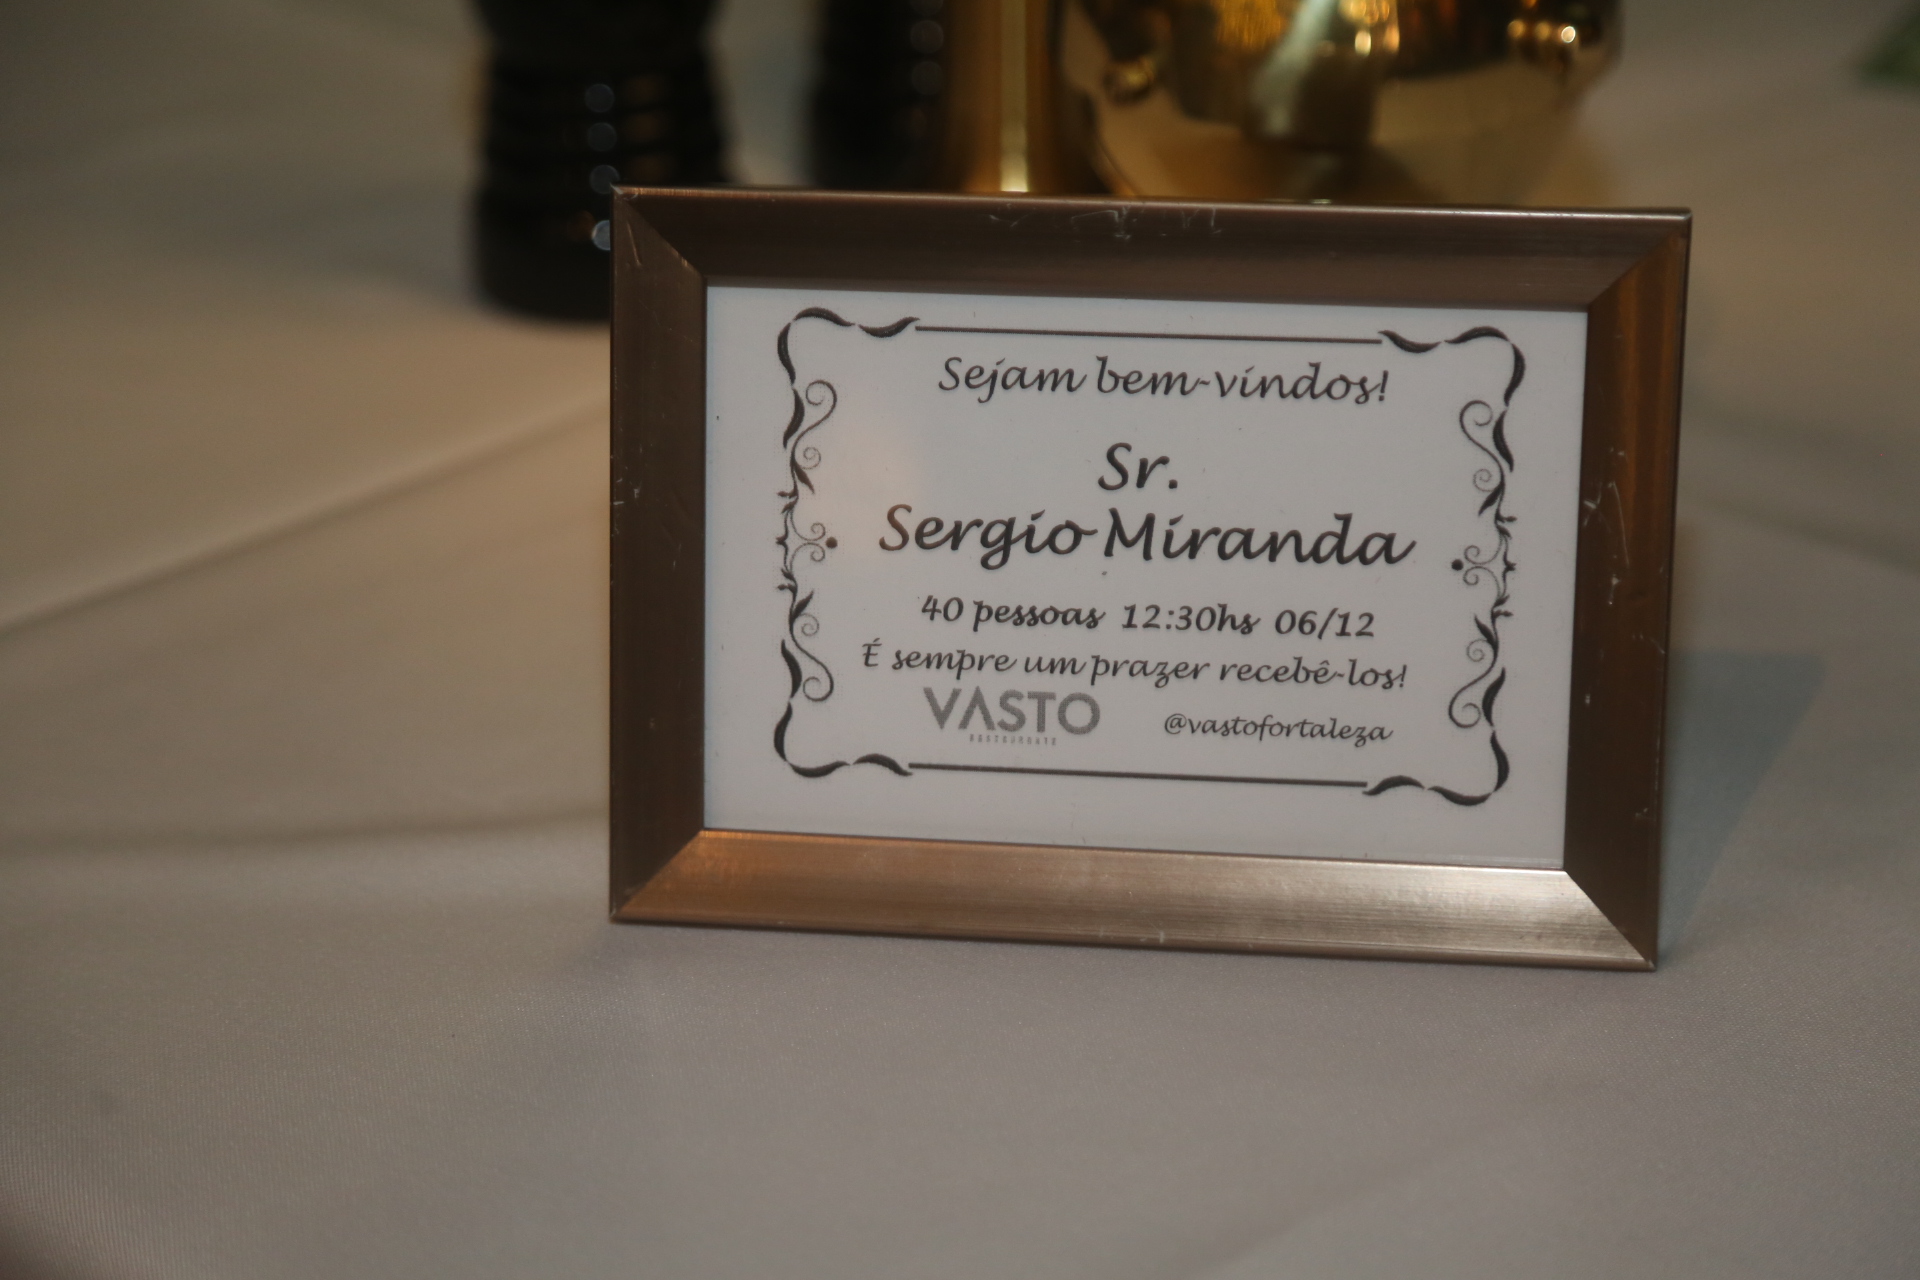 Sejam bem-vindos!
Sr.
Sergio Miranda
40 pessoas 12:30hs 06/12
É sempre um prazer recebê-los!
VASTO
RESTAURANTE
@vastofortaleza